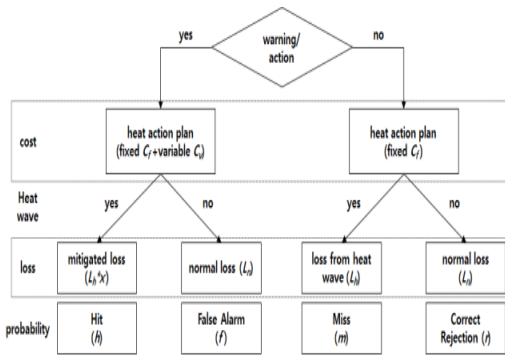 yes
warning/
action
no
cost
heat action plan
(fixed Cf+variable Cv)
heat action plan
(fixed Cf)
Heat
wave
yes
no
yes
no
loss
mitigated loss
(Lh*x)
normal loss (Ln)
loss from heat
wave (Lh)
normal loss
(Ln)
probability
Hit
(h)
False Alarm
(f)
Miss
(m)
Correct
Rejection (r)